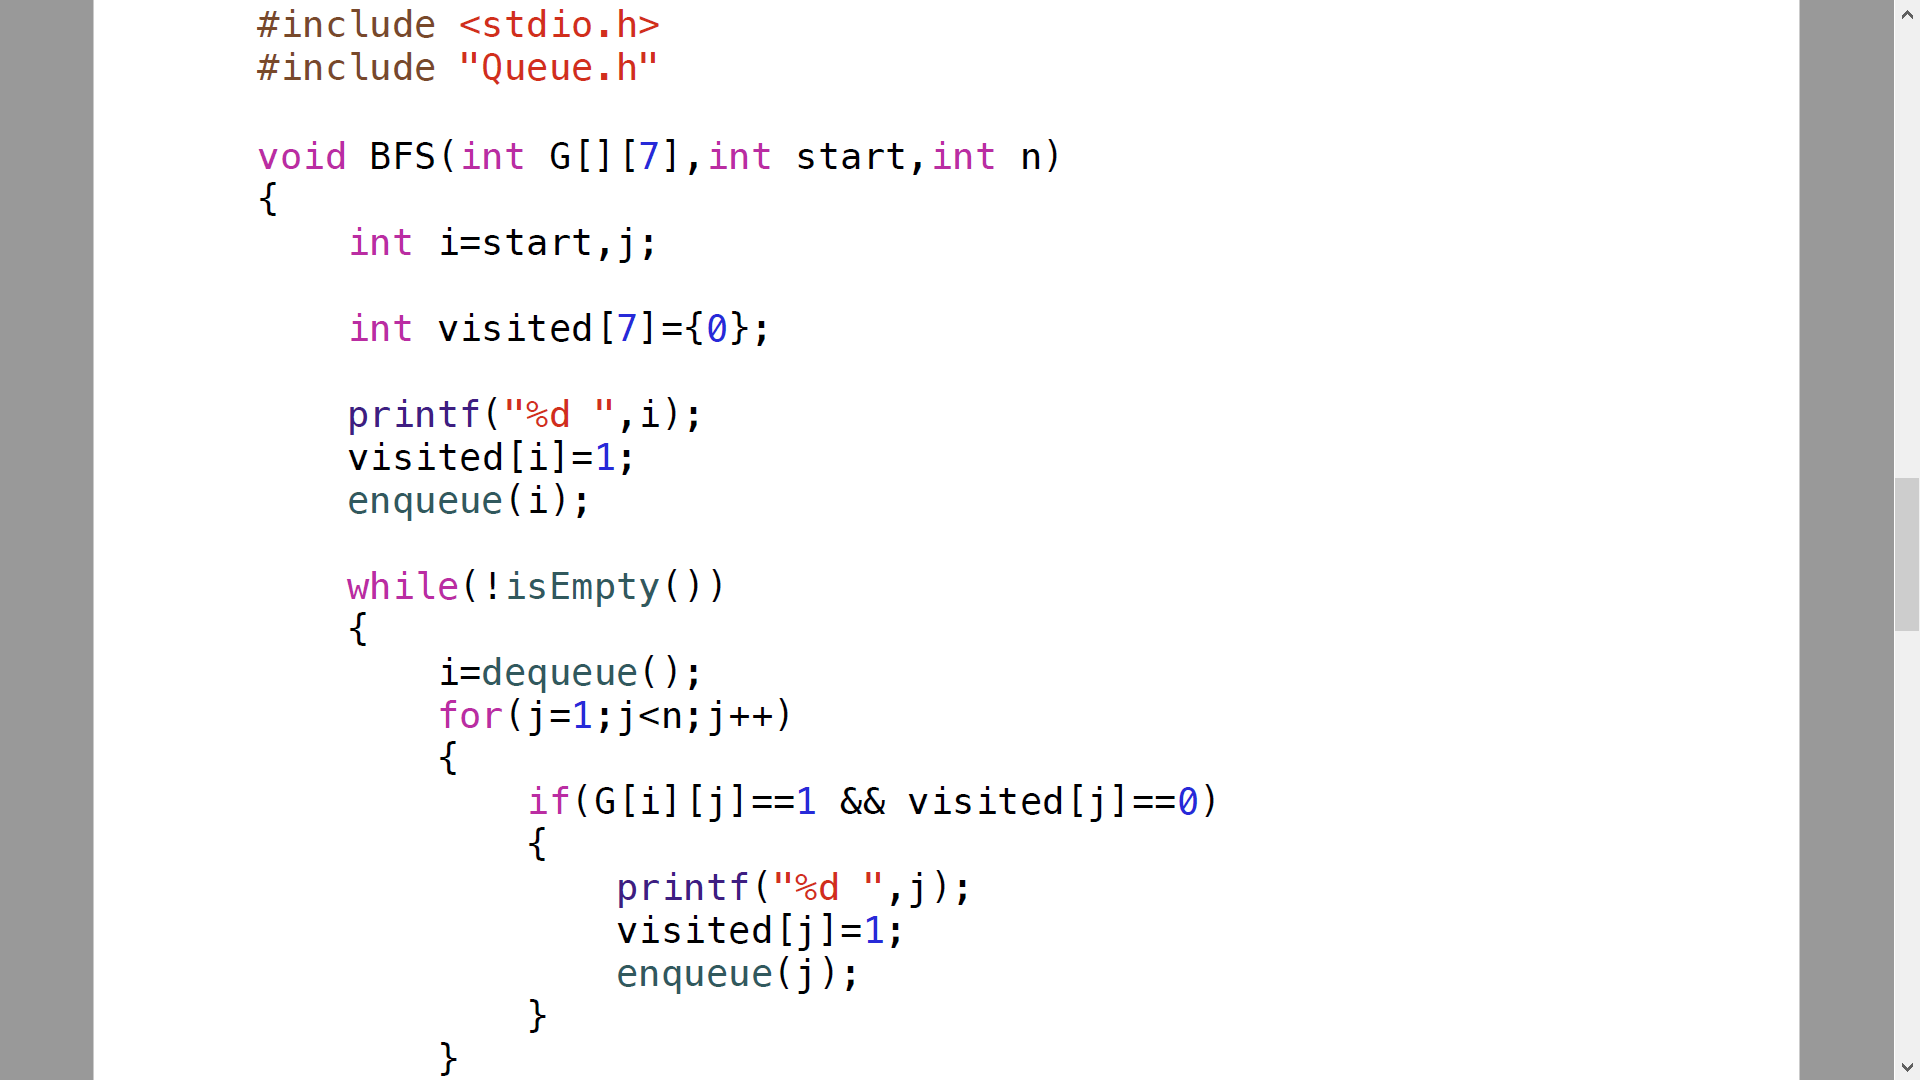 #include <stdio.h>
#include "Queue.h"
void BFS(int G[][7],int start,int n)
{
int i=start,j;
int visited[7]={0};
printf("%d ",i);
visited[i]=1;
enqueue(i);
while(!isEmpty())
{
i=dequeue();
for(j=1;j<n;j++)
{
if(G[i][j]==1 && visited[j]==0)
{
printf("%d ",j);
visited[j]=1;
enqueue(j);
}
}